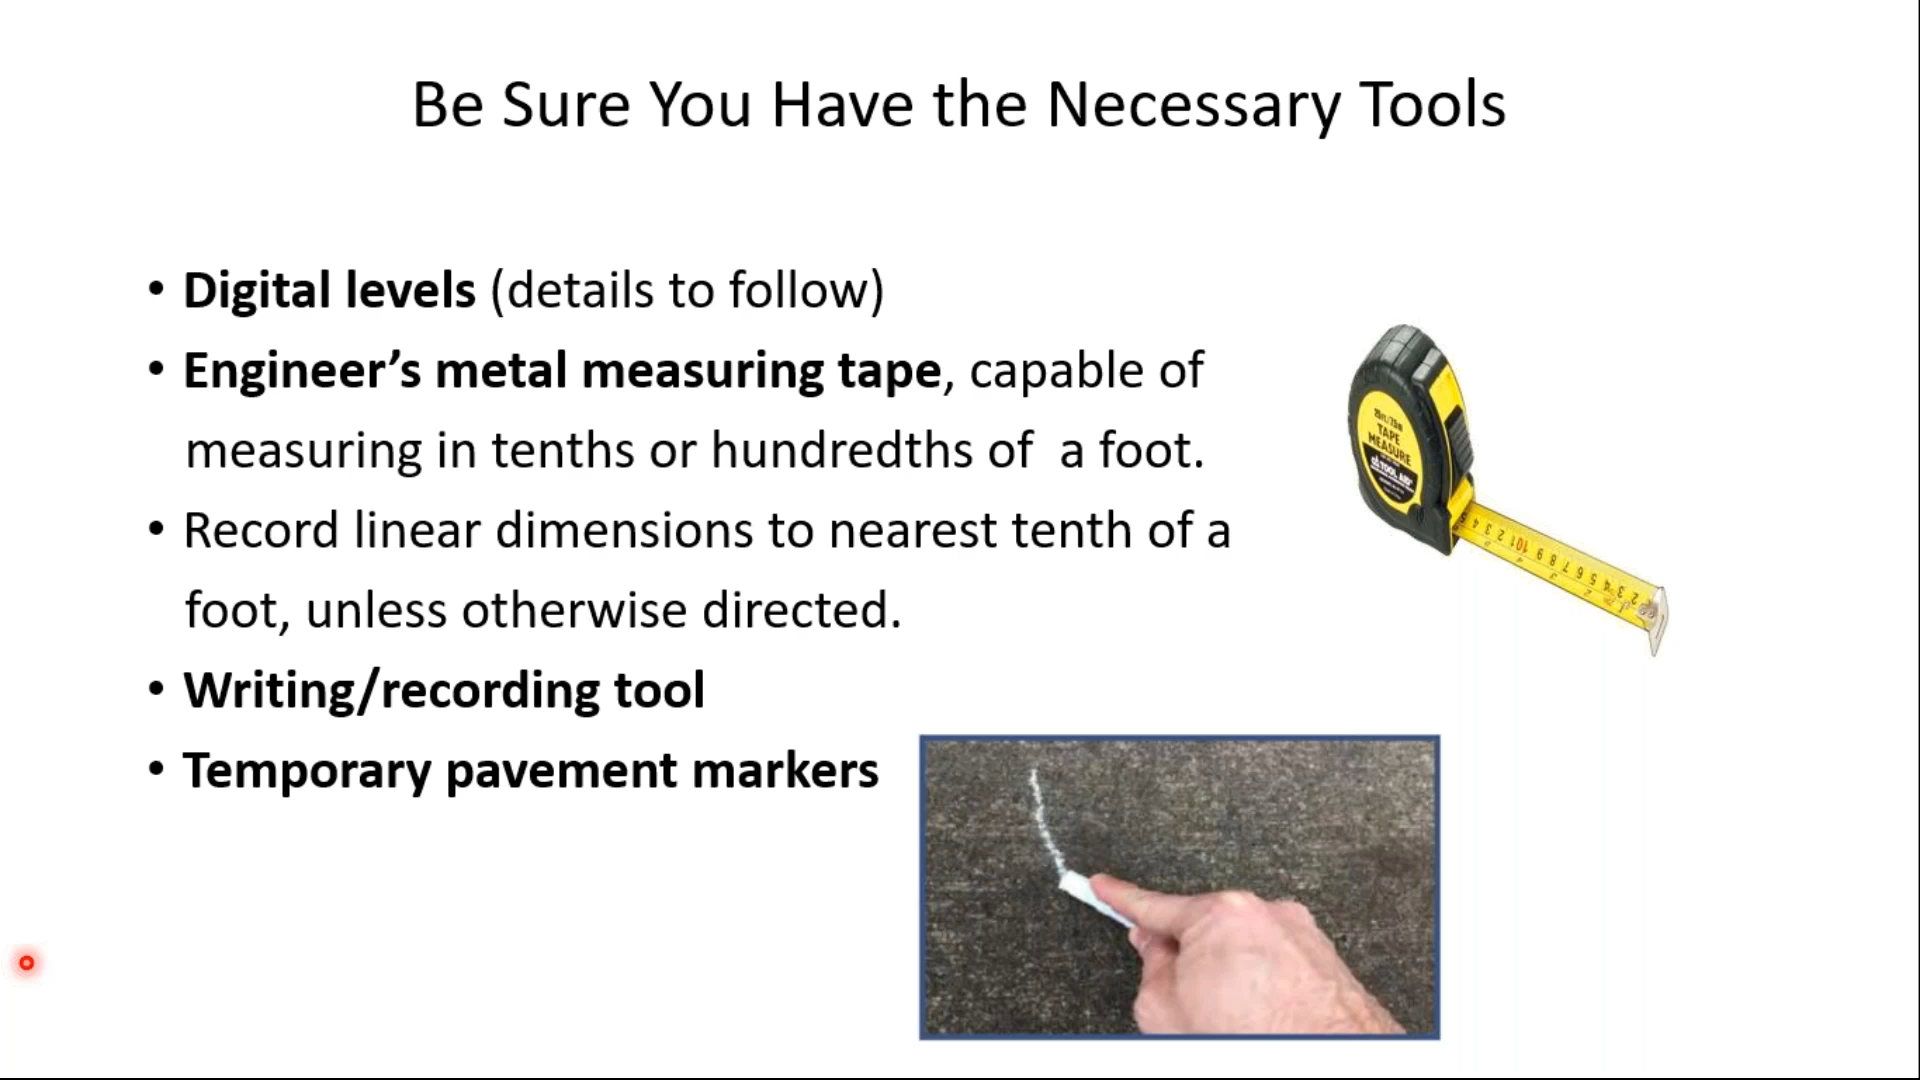 Be Sure You Have the Necessary Tools
• Digital levels (details to follow)
• Engineer’s metal measuring tape, capable of
measuring in tenths or hundredths of a foot.
• Record linear dimensions to nearest tenth of a
foot, unless otherwise directed.
• Writing/recording tool
• Temporary pavement markers
TAPE
MEASURE
TOOL AID